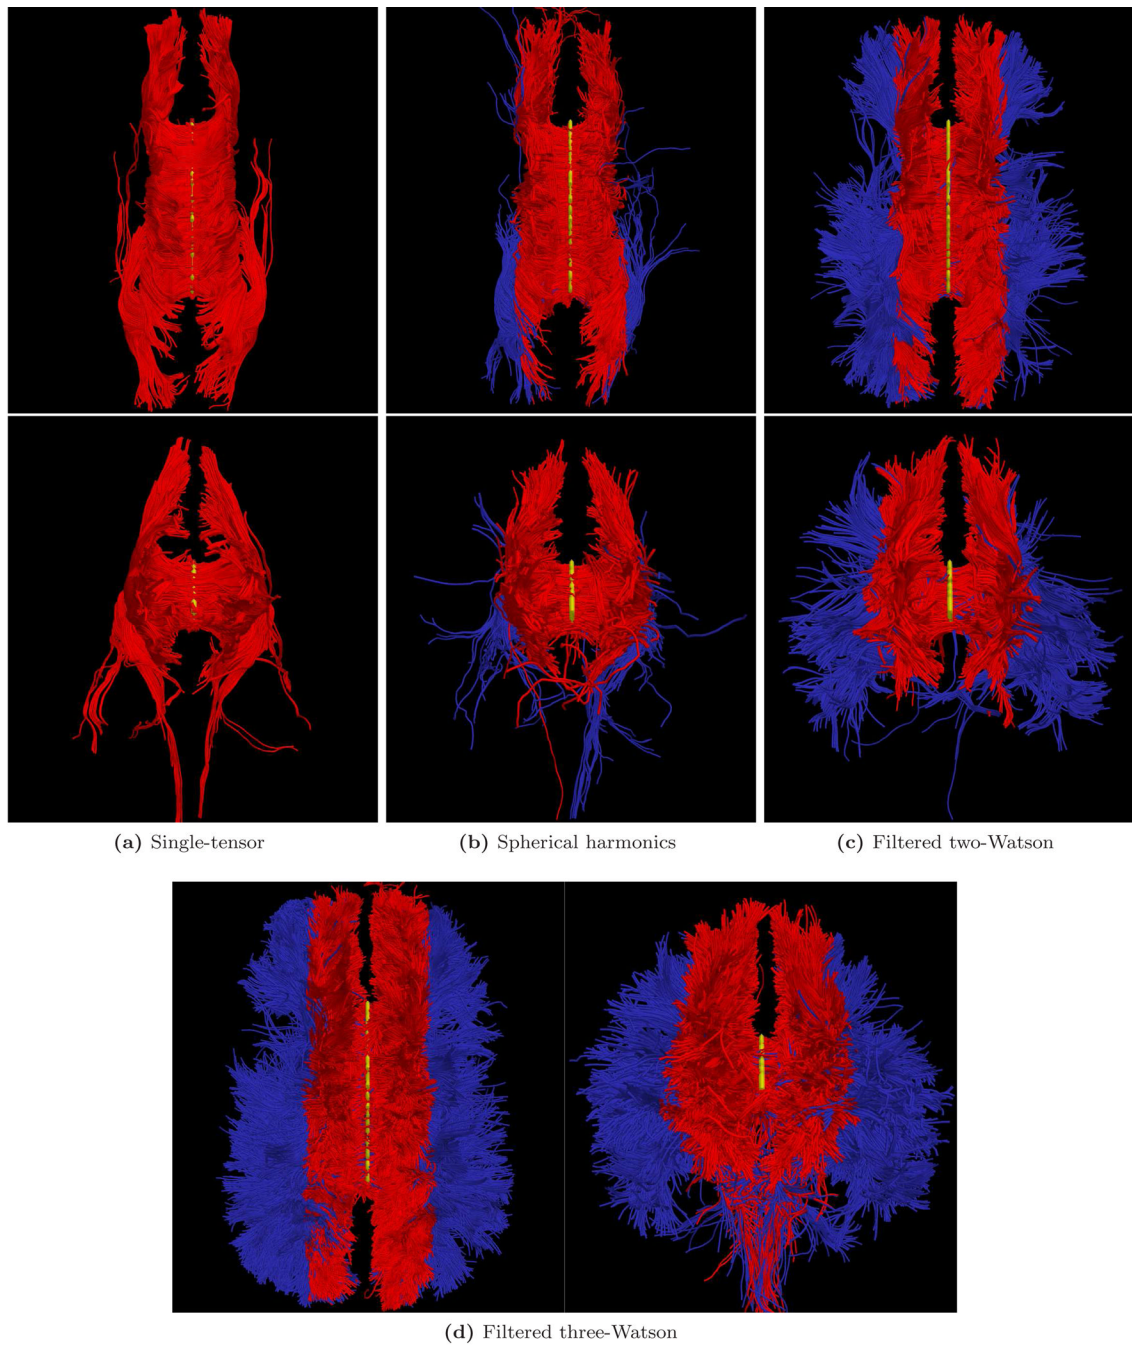 (a) Single-tensor
(b) Spherical harmonics
(c) Filtered two-Watson
(d) Filtered three-Watson